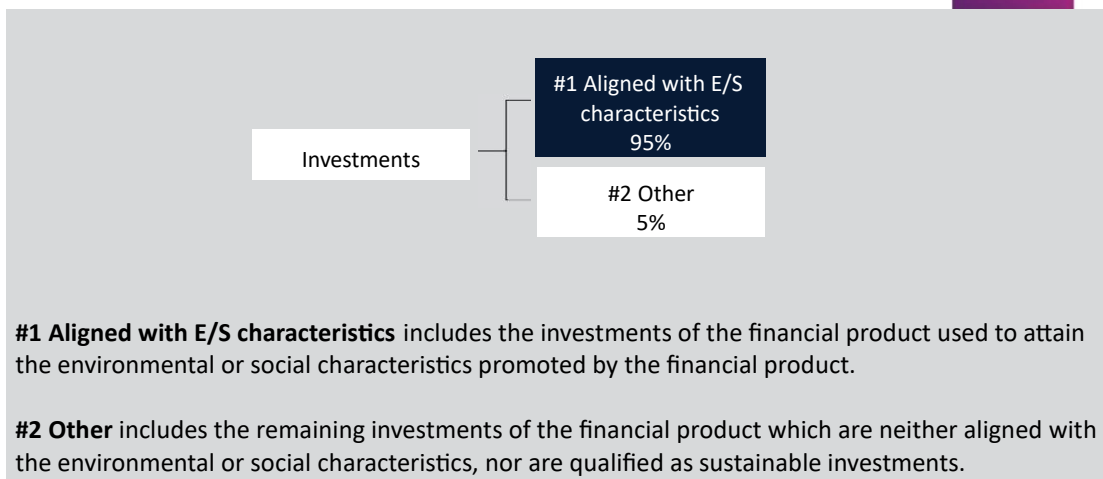 #1 Aligned with E/S
characteristics
95%
Investments
#2 Other
5%
#1 Aligned with E/S characteristics includes the investments of the financial product used to attain
the environmental or social characteristics promoted by the financial product.
#2 Other includes the remaining investments of the financial product which are neither aligned with
the environmental or social characteristics, nor are qualified as sustainable investments.